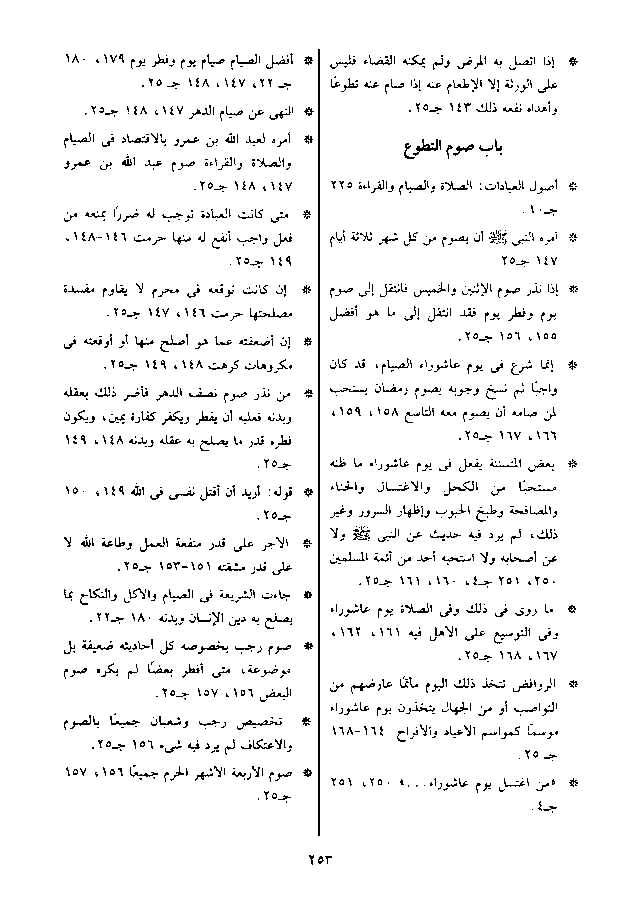 * إذا اتصل به المرض ولم يمكنه القضاء فليس
على الورثة إلا الإطعام عنه إذا صام عنه تطوعًا
وأهداه نفعه ذلك ١٤٣ جـ٢٥.
باب صوم التطوع
* أصول العبادات: الصلاة والصيام والقراءة ٢٢٥
جـ١٠.
* أمره النبي ﷺ أن يصوم من كل شهر ثلاثة أيام
١٤٧ جـ٢٥
* إذا نذر صوم الإثنين والخميس فانتقل إلى صوم
يوم وفطر يوم فقد انتقل إلى ما هو أفضل
١٥٥، ١٥٦ جـ٢٥.
* إنما شرع فى يوم عاشوراء الصيام، قد كان
واجبًا ثم نسخ وجوبه بصوم رمضان يستحب
لمن صامه أن يصوم معه التاسع ١٥٨، ١٥٩،
١٦٦، ١٦٧ جـ٢٥.
* بعض المتسننة يفعل فى يوم عاشوراء ما ظنه
مستحبًا من الكحل والاغتسال والحناء
والمصافحة وطبخ الحبوب وإظهار السرور وغير
ذلك، لم يرد فيه حديث عن النبى ﷺ ولا
عن أصحابه ولا استحبه أحد من أئمة المسلمين
٢٥٠، ٢٥١ جـ٤، ١٦٠، ١٦١ جـ٢٥.
* ما روى فى ذلك وفى الصلاة يوم عاشوراء
وفى التوسيع على الأهل فيه ١٦١، ١٦٢،
١٦٧، ١٦٨ جـ٢٥.
* الروافض تتخذ ذلك اليوم مأتمًا عارضهم من
النواصب أو من الجهال يتخذون يوم عاشوراء
موسمًا كمواسم الأعياد والأفراح ١٦٤-١٦٨
جـ ٢٥.
* «من اغتسل يوم عاشوراء...» ٢٥٠، ٢٥١
جـ٤.
* أفضل الصيام صيام يوم وفطر يوم ١٧٩، ١٨٠
جـ ٢٢، ١٤٧، ١٤٨ جـ٢٥.
* النهى عن صيام الدهر ١٤٧، ١٤٨ جـ٢٥.
* أمره لعبد الله بن عمرو بالاقتصاد فى الصيام
والصلاة والقراءة صوم عبد الله بن عمرو
١٤٧، ١٤٨ جـ٢٥.
* متى كانت العبادة توجب له ضررًا يمنعه من
فعل واجب أنفع له منها حرمت ١٤٦-١٤٨،
١٤٩ جـ٢٥.
* إن كانت توقعه فى محرم لا يقاوم مفسدة
مصلحتها حرمت ١٤٦، ١٤٧ جـ٢٥.
* إن أضعفته عما هو أصلح منها أو أوقعته فى
مكروهات كرهت ١٤٨، ١٤٩ جـ٢٥.
* من نذر صوم نصف الدهر فأضر ذلك بعقله
وبدنه فعليه أن يفطر ويكفر كفارة يمين، ويكون
فطره قدر ما يصلح به عقله وبدنه ١٤٨، ١٤٩
جـ٢٥.
* قوله: أريد أن أقتل نفسى فى الله ١٤٩، ١٥٠
جـ٢٥.
* الأجر على قدر منفعة العمل وطاعة الله لا
على قدر مشقته ١٥١-١٥٣ جـ٢٥.
* جاءت الشريعة فى الصيام والأكل والنكاح بما
يصلح به دين الإنسان وبدنه ١٨٠ جـ٢٢.
* صوم رجب بخصوصه كل أحاديثه ضعيفة بل
موضوعة، متى أفطر بعضًا لم يكره صوم
البعض ١٥٦، ١٥٧ جـ٢٥.
* تخصيص رجب وشعبان جميعًا بالصوم
والاعتكاف لم يرد فيه شىء ١٥٦ جـ٢٥.
* صوم الأربعة الأشهر الحرم جميعًا ١٥٦، ١٥٧
جـ٢٥.
٢٥٣